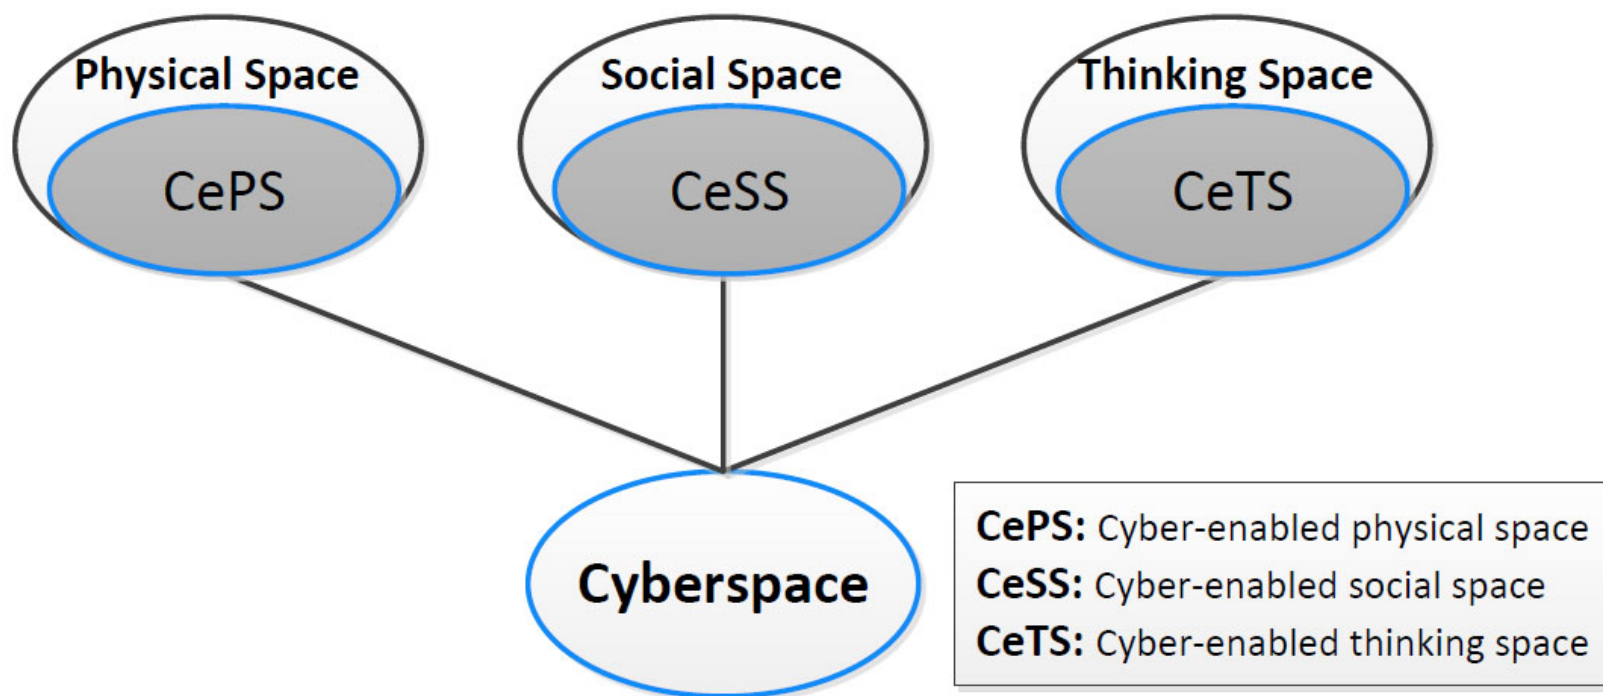 Physical Space
Social Space
Thinking Space
CePS
CeSS
CeTS
Cyberspace
CePS: Cyber-enabled physical space
CeSS: Cyber-enabled social space
CeTS: Cyber-enabled thinking space